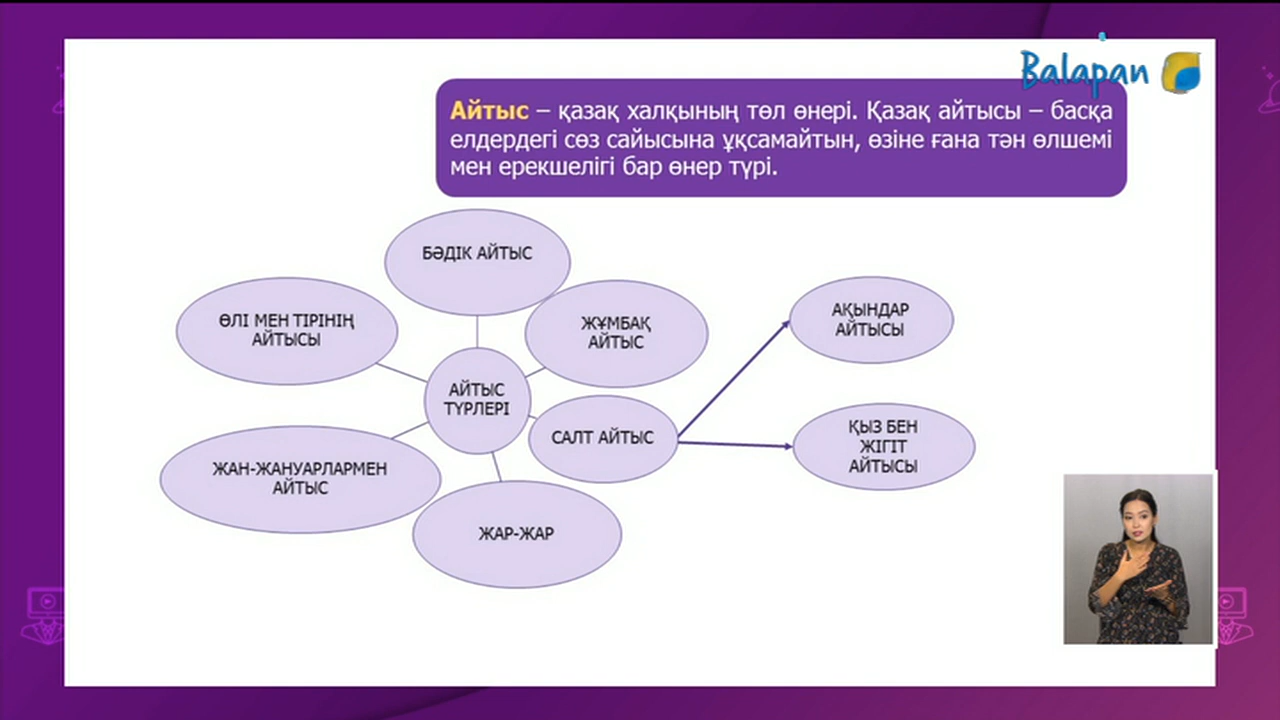 Balapan
Айтыс – қазақ халқының төл өнері. Қазақ айтысы – басқа
елдердегі сөз сайысына ұқсамайтын, өзіне ғана тән өлшемі
мен ерекшелігі бар өнер түрі.
БӘДІК АЙТЫС
ӨЛІ МЕН ТІРІНІҢ
АЙТЫСЫ
ЖҰМБАҚ
АЙТЫС
АҚЫНДАР
АЙТЫСЫ
АЙТЫС
ТҮРЛЕРІ
САЛТ АЙТЫС
ҚЫЗ БЕН
ЖІГІТ
АЙТЫСЫ
ЖАН-ЖАНУАРЛАРМЕН
АЙТЫС
ЖАР-ЖАР